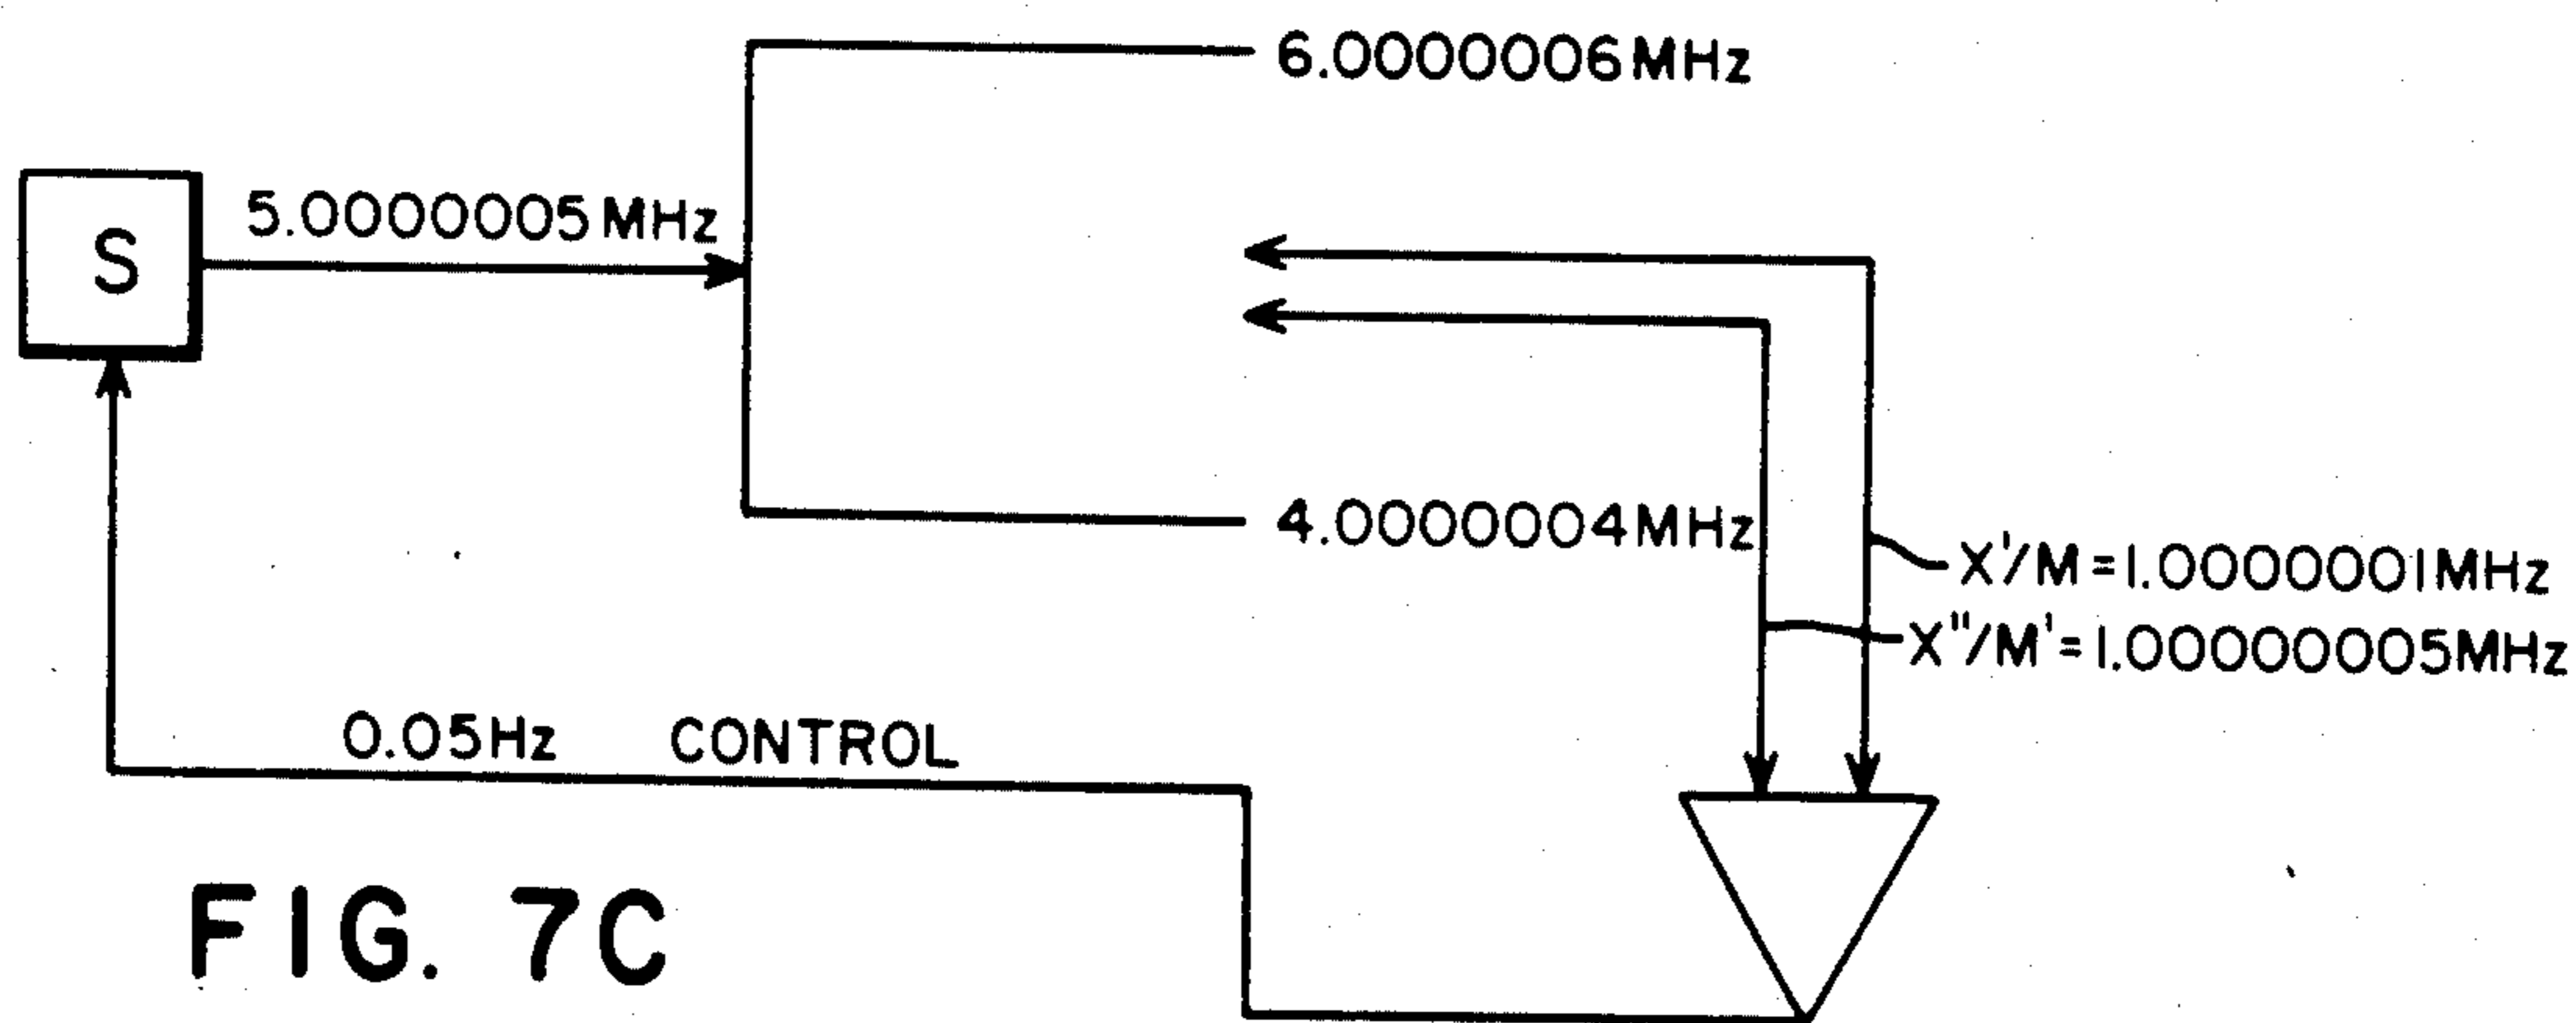 6.0000006MHz
5.0000005MHz
S
4.0000004MHz
X'/M=1.0000001MHz
X"/M'=1.00000005MHz
0.05Hz CONTROL
FIG. 7C